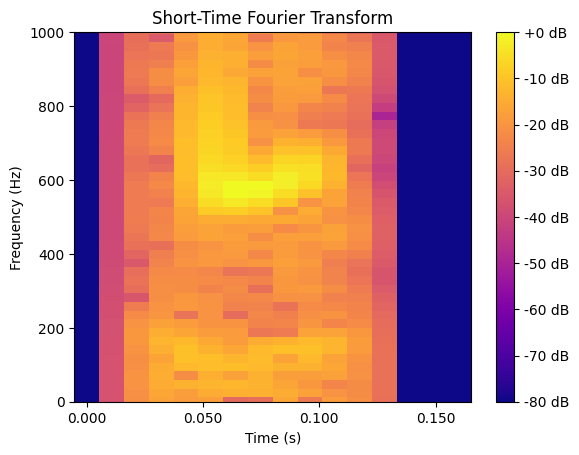 Short-Time Fourier Transform
1000
800
600
400
200
0
Frequency (Hz)
0.000
0.050
0.100
0.150
Time (s)
+0 dB
-10 dB
-20 dB
-30 dB
-40 dB
-50 dB
-60 dB
-70 dB
-80 dB